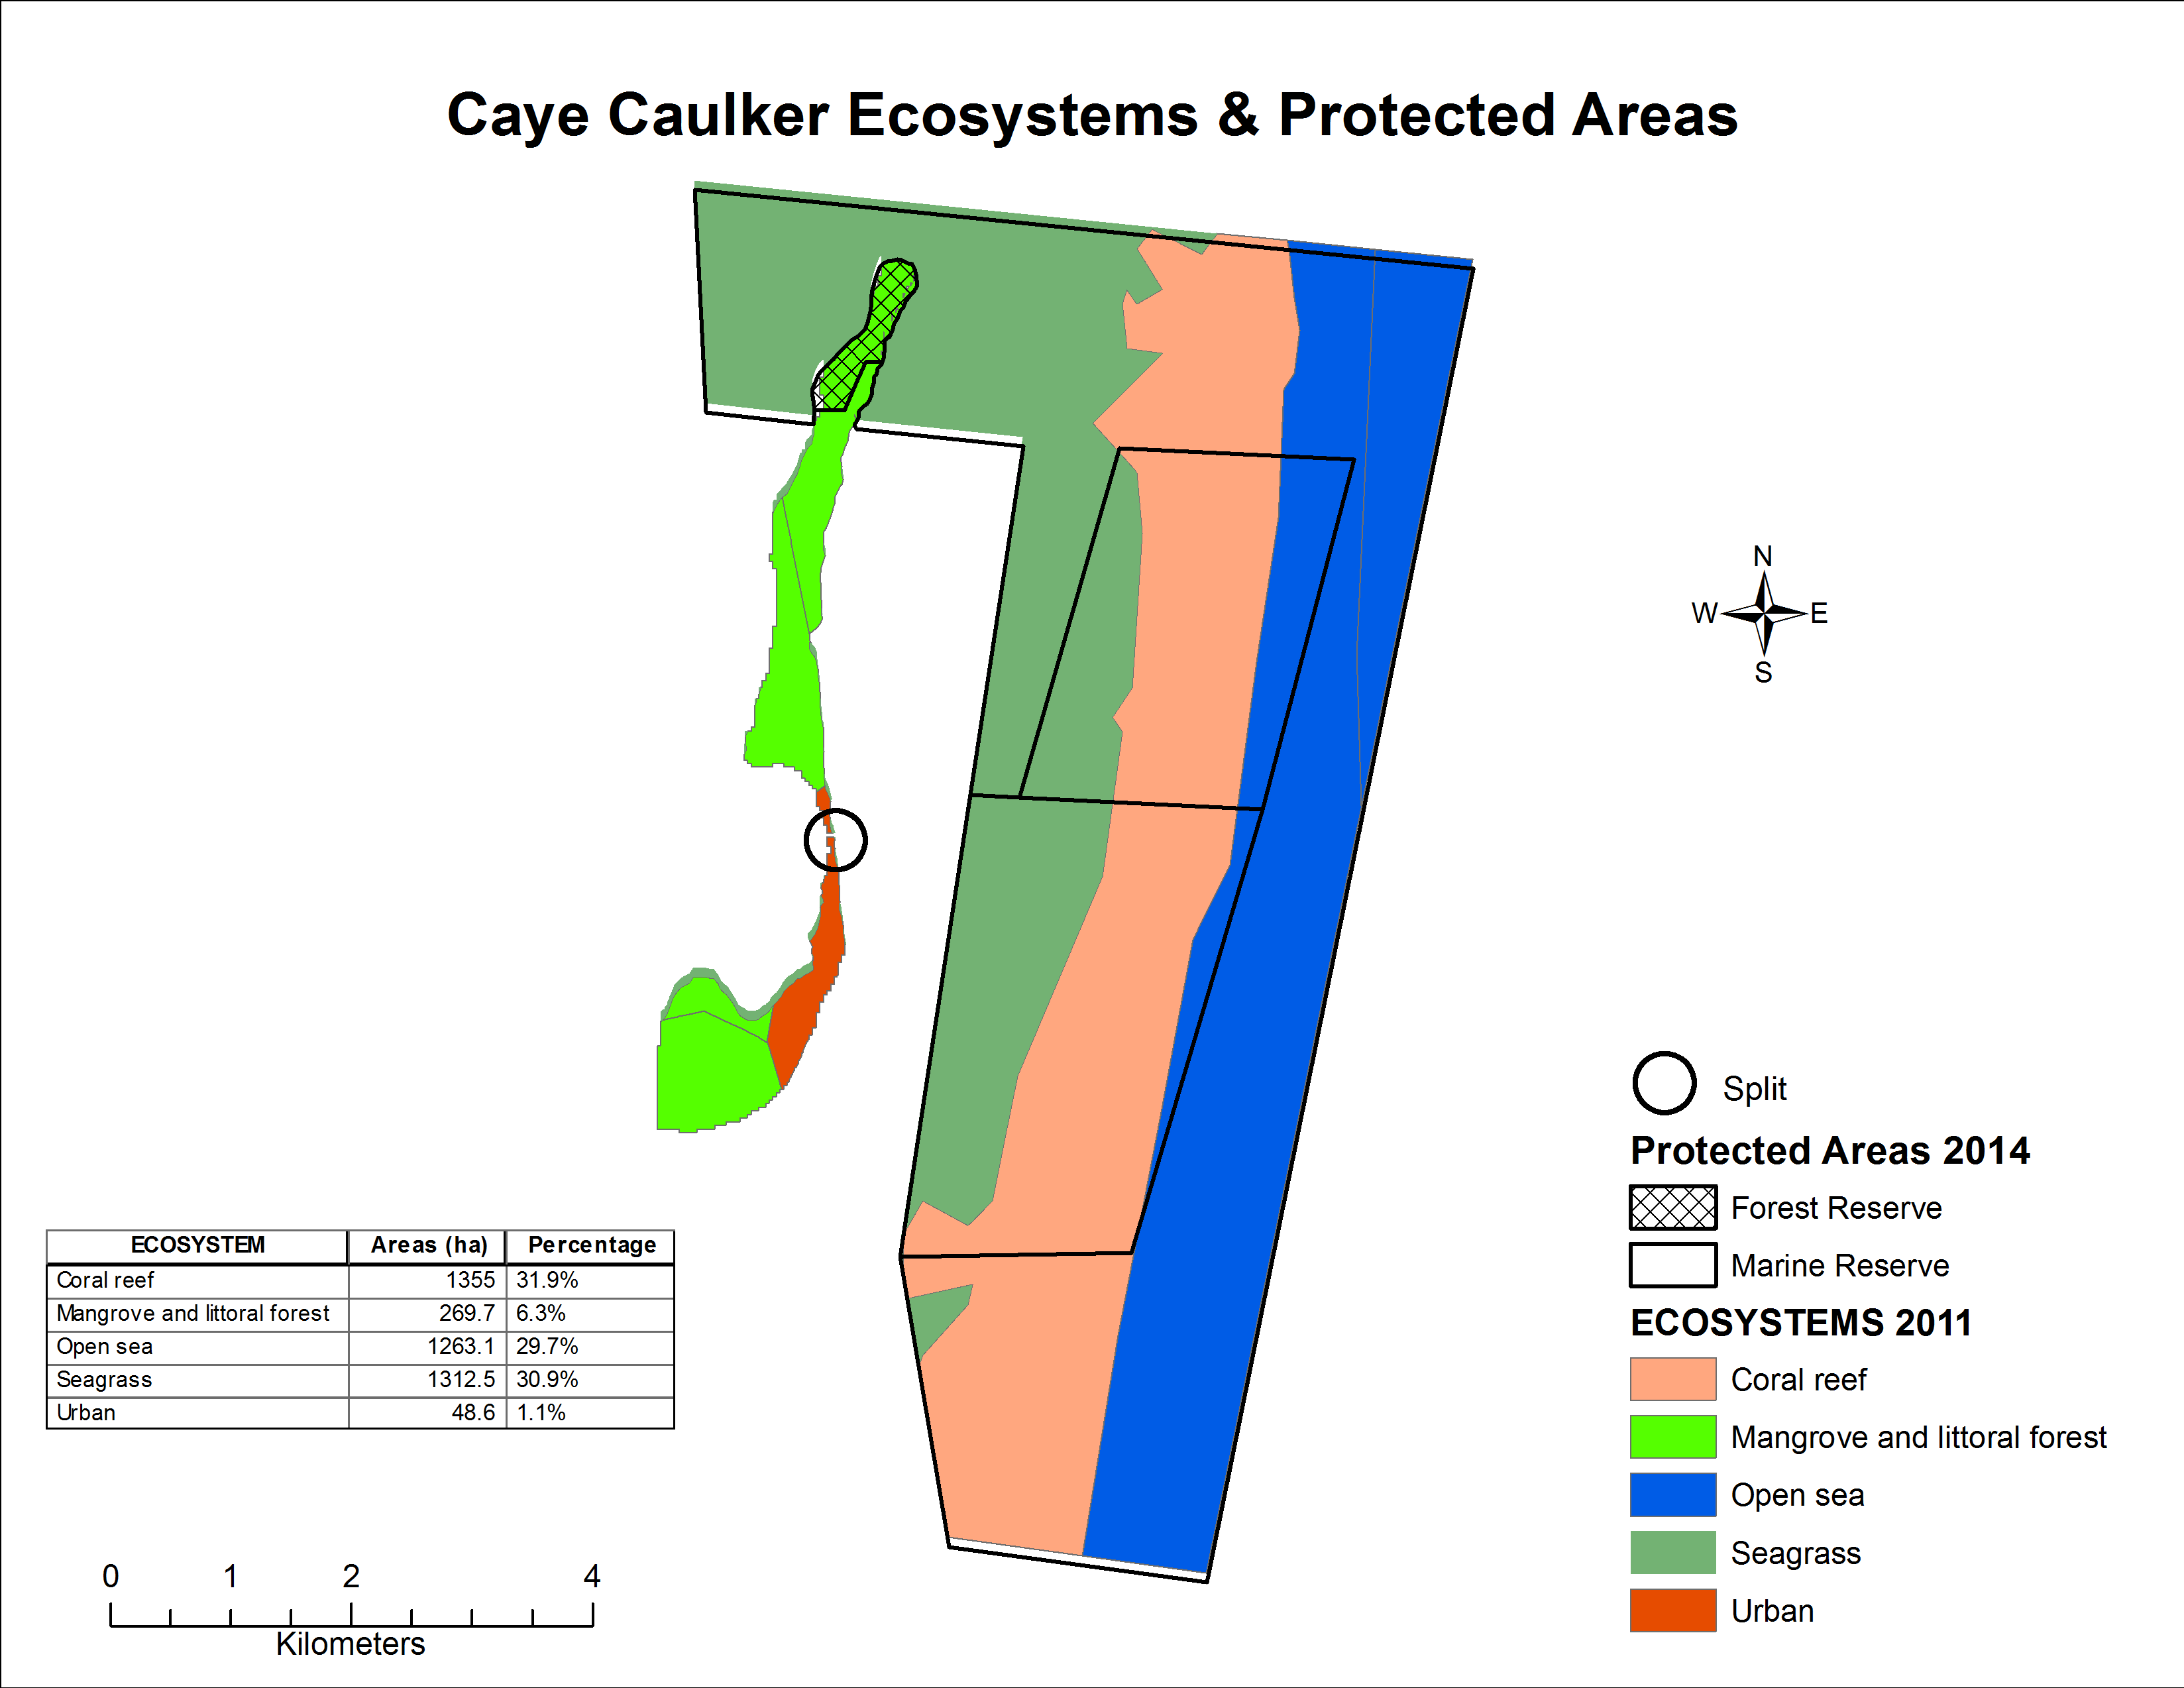 Caye Caulker Ecosystems & Protected Areas
N
W E
S
Split
Protected Areas 2014
Forest Reserve
Marine Reserve
ECOSYSTEMS 2011
Coral reef
Mangrove and littoral forest
Open sea
Seagrass
Urban
ECOSYSTEM Areas (ha) Percentage
Coral reef 1355 31.9%
Mangrove and littoral forest 269.7 6.3%
Open sea 1263.1 29.7%
Seagrass 1312.5 30.9%
Urban 48.6 1.1%
0 1 2 4
Kilometers